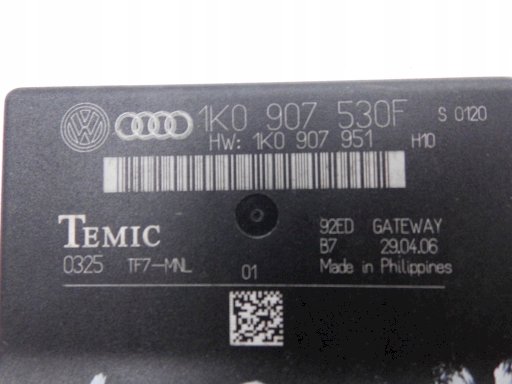 1K0 907 530F S 0120
HW: 1K0 907 951 H10
TEMIC 92ED GATEWAY
B7 29.04.06
0325 TF7-MNL 01 Made in Philippines